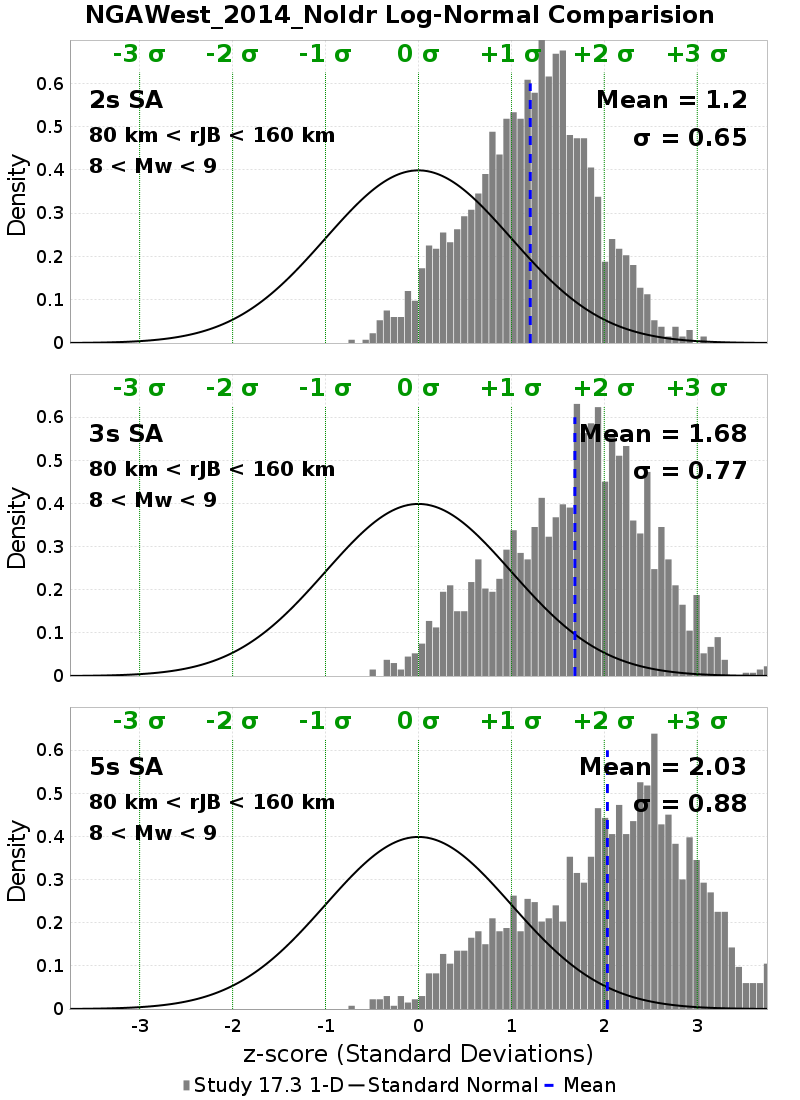 NGAWest_2014_NoIdr Log-Normal Comparision
-3 σ -2 σ -1 σ 0 σ +1 σ +2 σ +3 σ
2s SA
80 km < rJB < 160 km
8 < Mw < 9
Mean = 1.2
σ = 0.65
Density
0.6
0.5
0.4
0.3
0.2
0.1
0
-3 σ -2 σ -1 σ 0 σ +1 σ +2 σ +3 σ
3s SA
80 km < rJB < 160 km
8 < Mw < 9
Mean = 1.68
σ = 0.77
Density
0.6
0.5
0.4
0.3
0.2
0.1
0
-3 σ -2 σ -1 σ 0 σ +1 σ +2 σ +3 σ
5s SA
80 km < rJB < 160 km
8 < Mw < 9
Mean = 2.03
σ = 0.88
Density
0.6
0.5
0.4
0.3
0.2
0.1
0
-3 -2 -1 0 1 2 3
z-score (Standard Deviations)
Study 17.3 1-D Standard Normal Mean